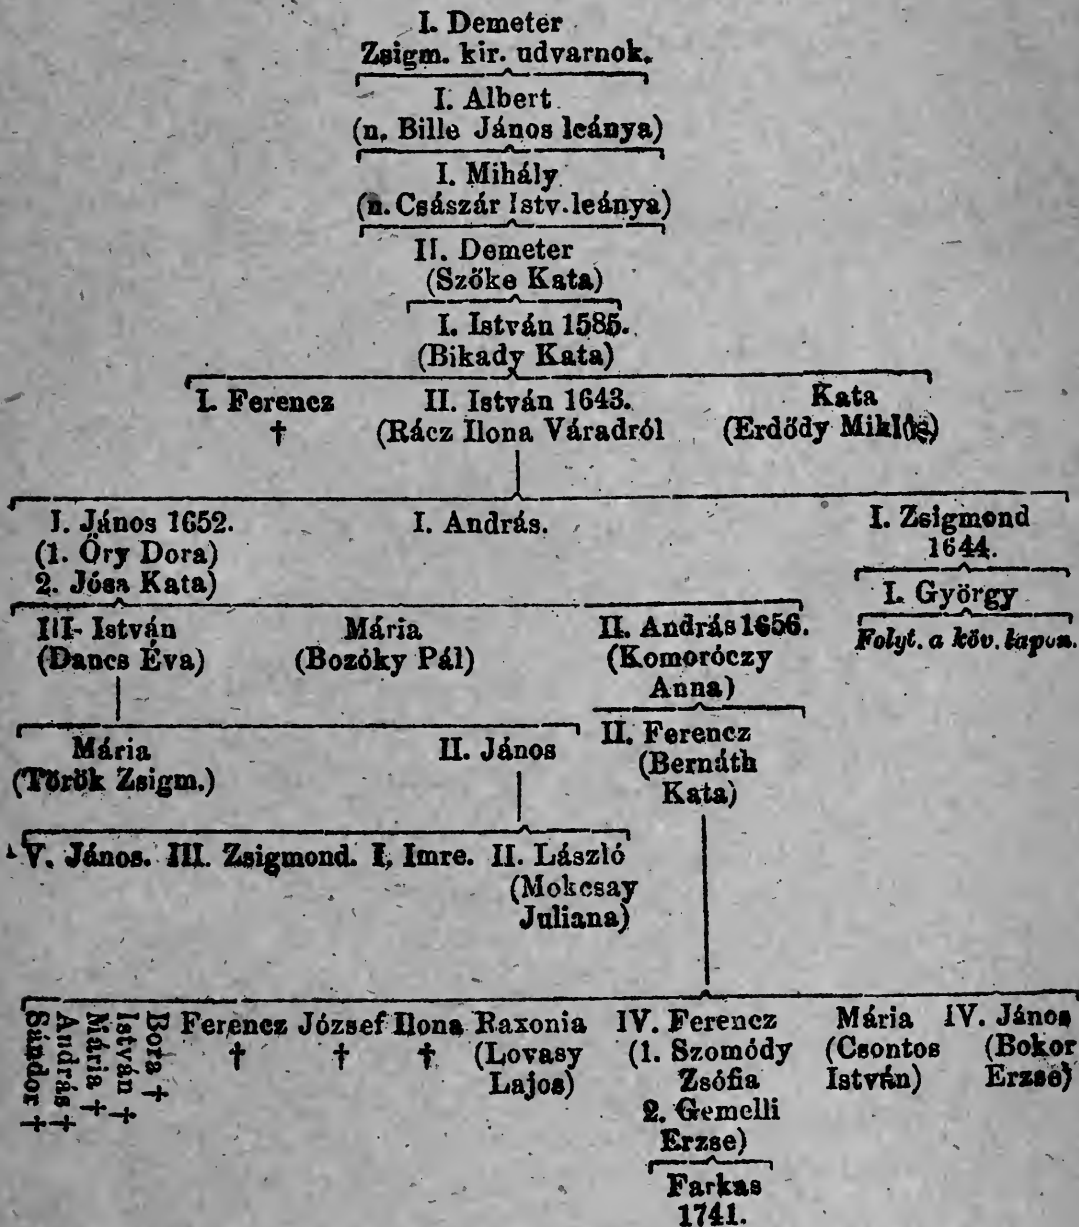 I. Demeter
Zsigm. kir. udvarnok.
I. Albert
(n. Bille János leánya)
I. Mihály
(n. Császár Istv. leánya)
II. Demeter
(Szőke Kata)
I. István 1585.
(Bikady Kata)
I. Ferencz II. István 1643. Kata
† (Rácz Ilona Váradról (Erdődy Miklós)
I. János 1652. I. András. I. Zsigmond
(1. Őry Dora) 1644.
2. Jósa Kata) I. György
III- István Mária II. András 1656. Folyt. a köv. lapon.
(Dancs Éva) (Bozóky Pál) (Komoróczy
Anna)
Mária II. János II. Ferencz
(Török Zsigm.) (Bernáth
Kata)
V. János. III. Zsigmond. I, Imre. II. László
(Mokcsay
Juliana)
Sándor †
András †
Mária †
István †
Bora †
Ferencz József Ilona Raxonia IV. Ferencz Mária IV. János
† † † (Lovasy (1. Szomódy (Csontos (Bokor
Lajos) Zsófia István) Erzse)
2. Gemelli
Erzse)
Farkas
1741.